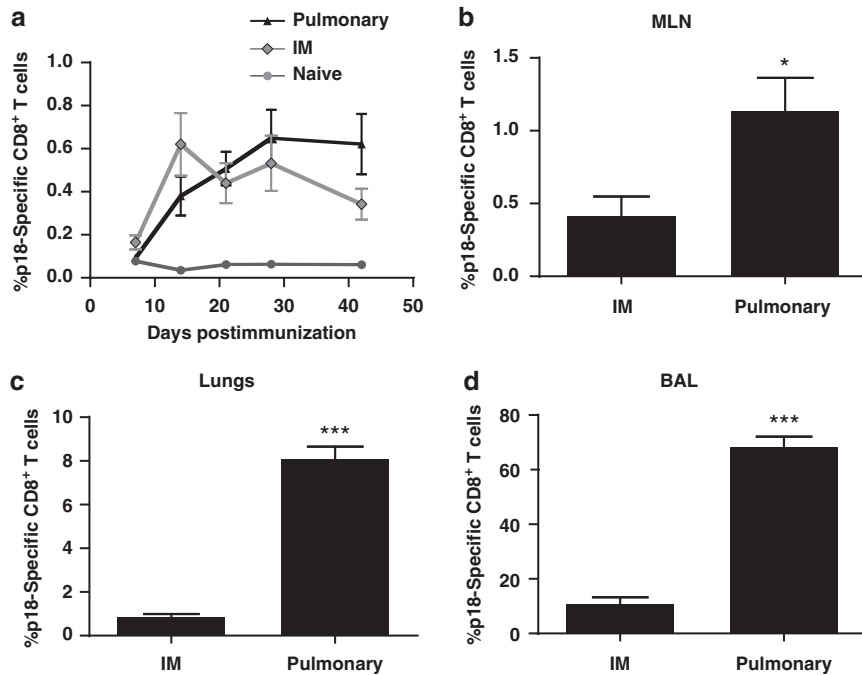 a
Pulmonary
IM
Naive
%p18-Specific CD8⁺ T cells
1.0
0.8
0.6
0.4
0.2
0.0
0 10 20 30 40 50
Days postimmunization
b
MLN
%p18-Specific CD8⁺ T cells
1.5
1.0
0.5
0.0
*
IM Pulmonary
c
Lungs
%p18-Specific CD8⁺ T cells
10
8
6
4
2
0
***
IM Pulmonary
d
BAL
%p18-Specific CD8⁺ T cells
80
60
40
20
0
***
IM Pulmonary